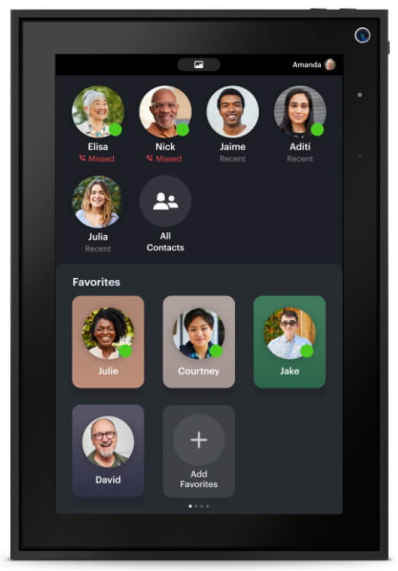 Amanda
Elisa Nick Jaime Aditi
Missed Missed Recent Recent
Julia All
Recent Contacts
Favorites
Julie Courtney Jake
David Add
Favorites